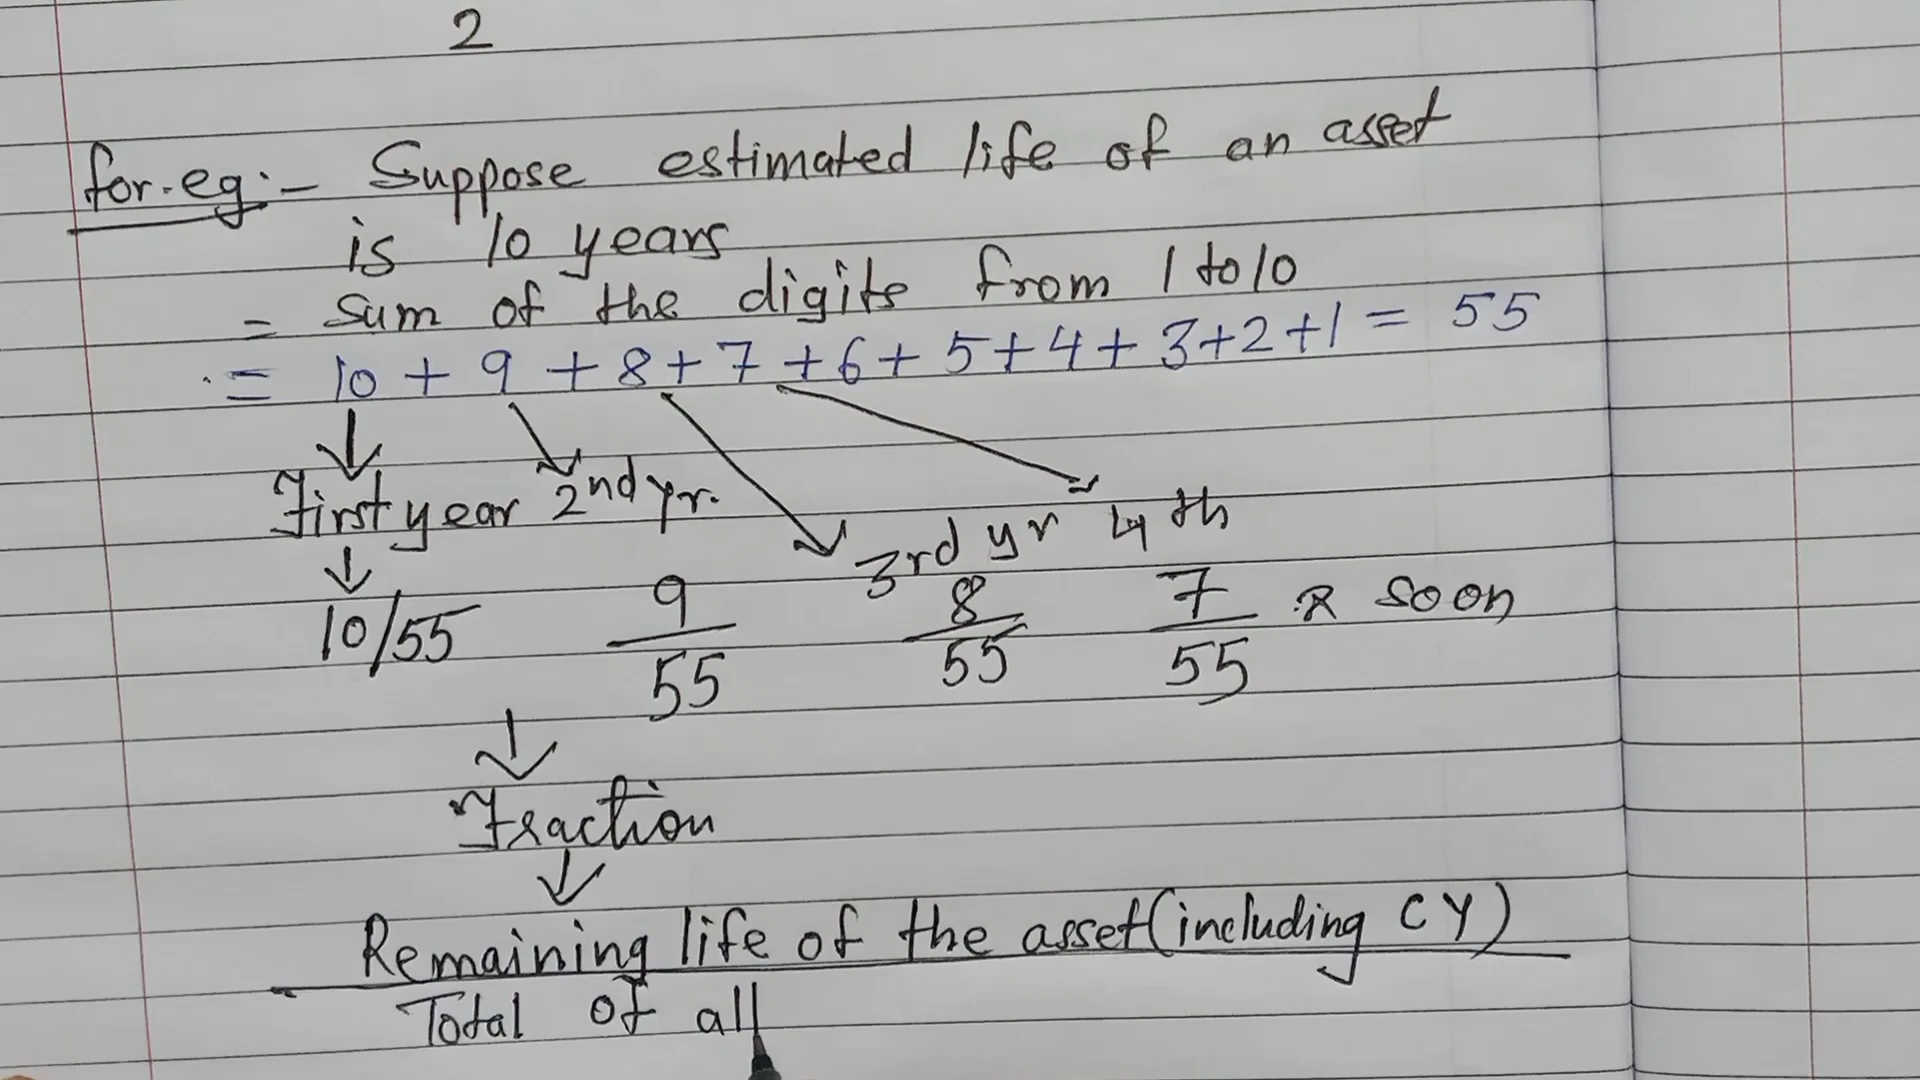 2
for.eg:- Suppose estimated life of an asset
is 10 years
= Sum of the digits from 1 to 10
= 10 + 9 + 8 + 7 + 6 + 5 + 4 + 3 + 2 + 1 = 55
First year 2nd yr. 3rd yr 4th
10/55 9/55 8/55 7/55 & soon
Fraction
Remaining life of the asset (including CY)
Total of all